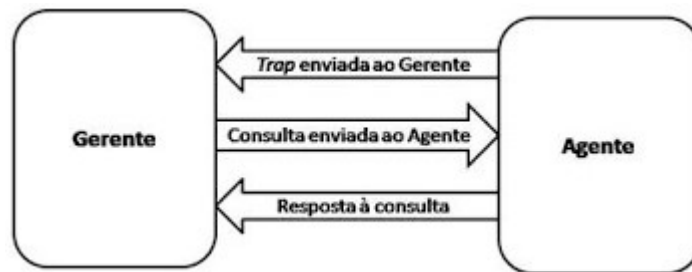 Trap enviada ao Gerente
Gerente
Consulta enviada ao Agente
Agente
Resposta à consulta